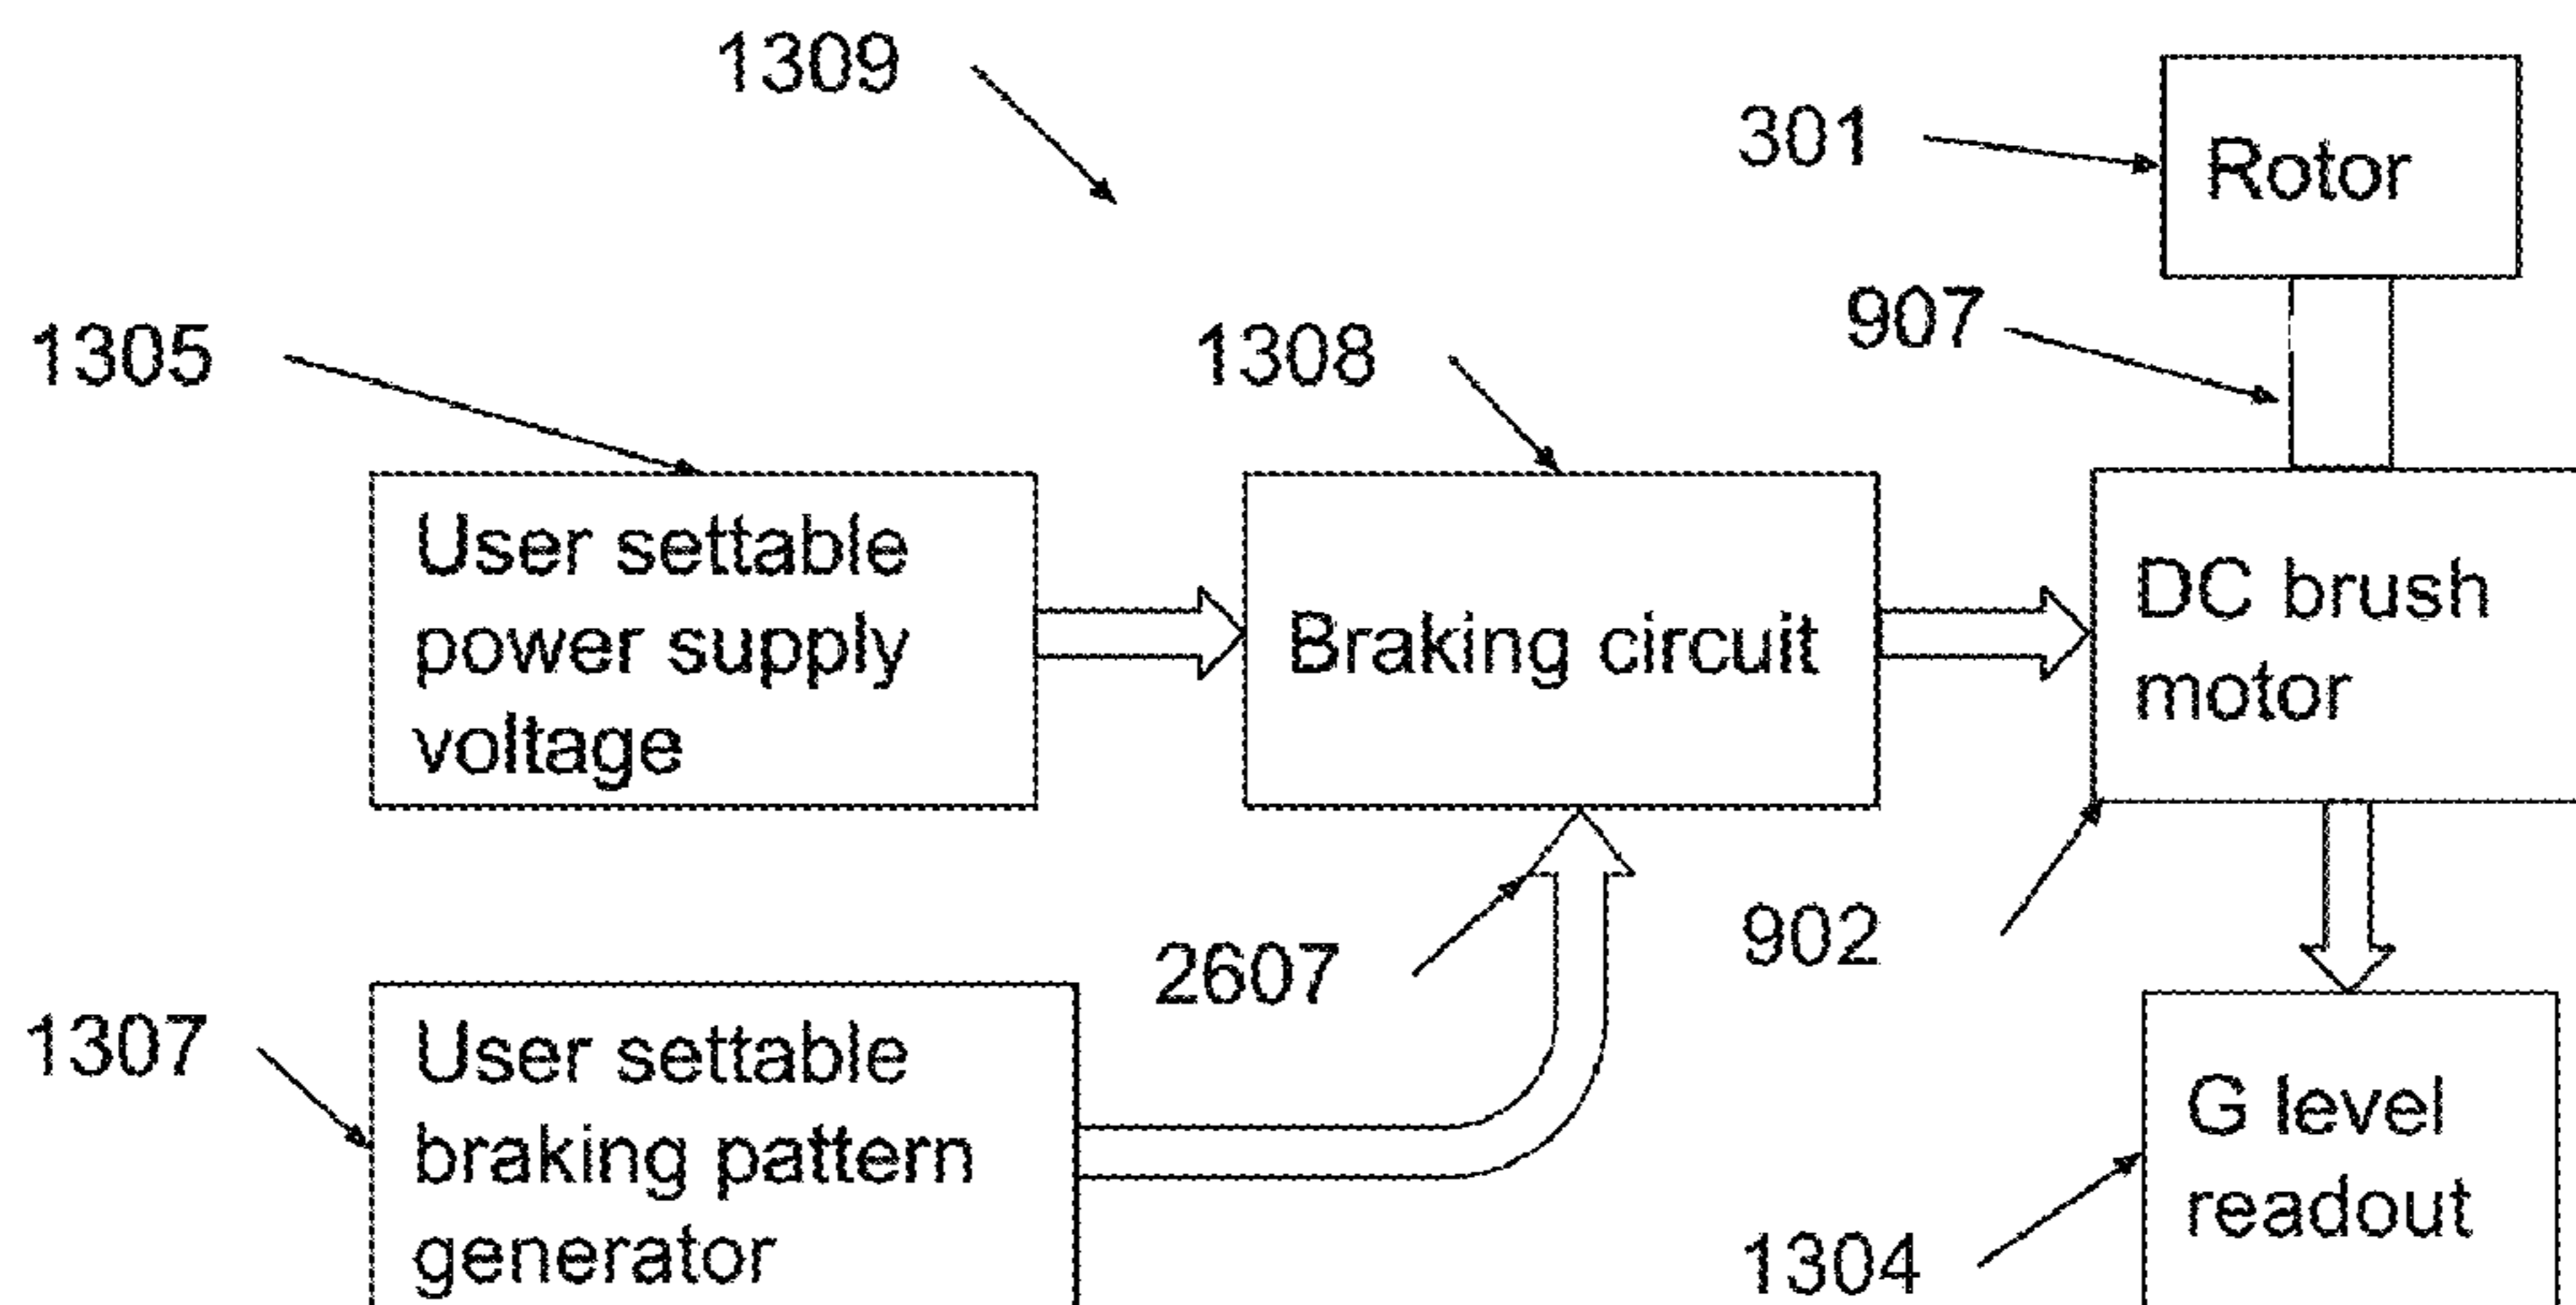 1309
301
Rotor
907
1305
1308
User settable
power supply
voltage
Braking circuit
DC brush
motor
2607
902
1307
User settable
braking pattern
generator
G level
readout
1304